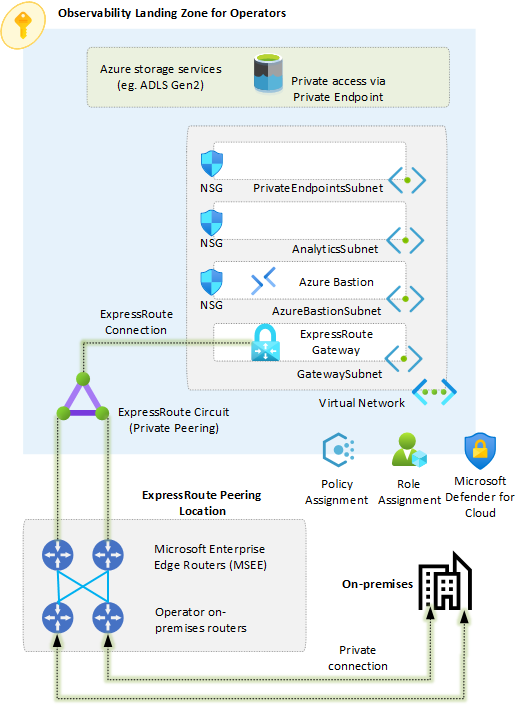 Observability Landing Zone for Operators
Azure storage services
(eg. ADLS Gen2)
Private access via
Private Endpoint
NSG
PrivateEndpointsSubnet
NSG
AnalyticsSubnet
Azure Bastion
NSG
AzureBastionSubnet
ExpressRoute
Connection
ExpressRoute
Gateway
GatewaySubnet
Virtual Network
ExpressRoute Circuit
(Private Peering)
Policy
Assignment
Role
Assignment
Microsoft
Defender for
Cloud
ExpressRoute Peering
Location
Microsoft Enterprise
Edge Routers (MSEE)
On-premises
Operator on-
premises routers
Private
connection